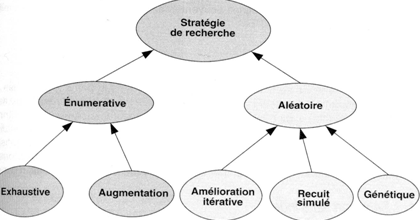 Stratégie
de recherche
Énumerative
Aléatoire
Exhaustive
Augmentation
Amélioration
itérative
Recuit
simulé
Génétique